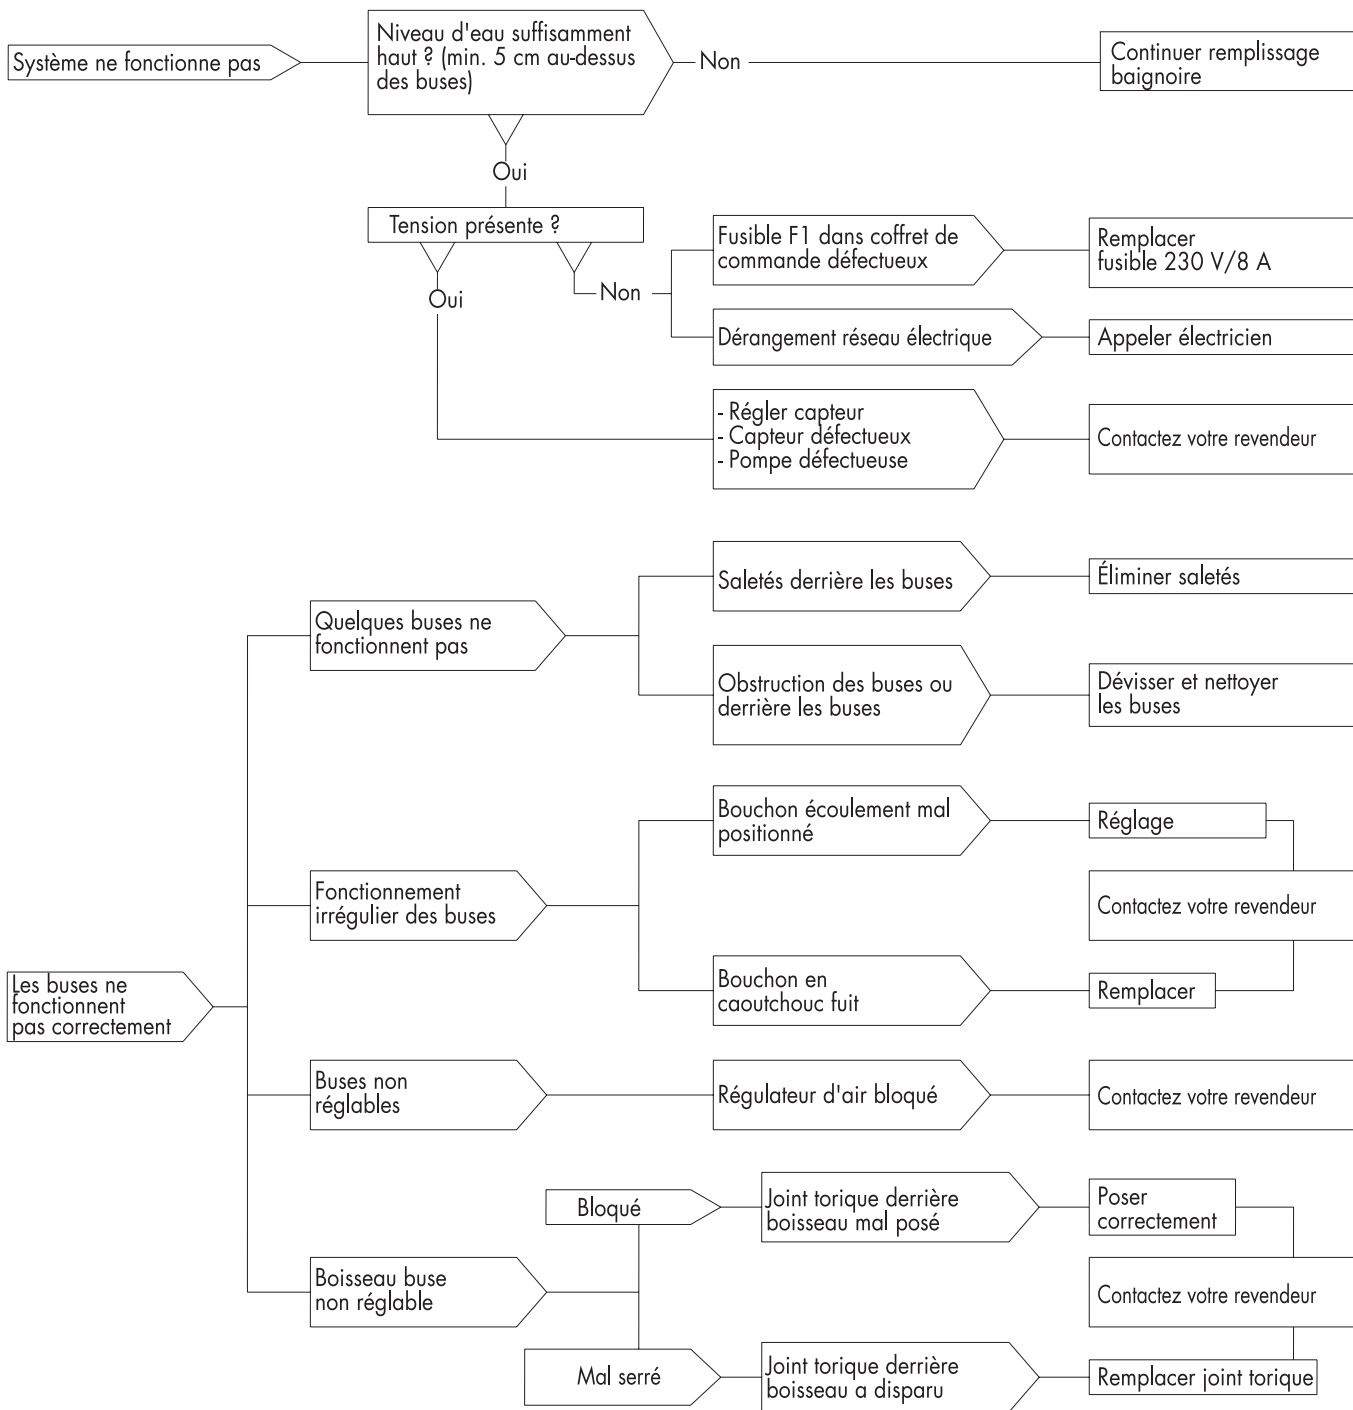 Système ne fonctionne pas
Niveau d'eau suffisamment
haut ? (min. 5 cm au-dessus
des buses)
Non
Continuer remplissage
baignoire
Oui
Tension présente ?
Oui
Non
Fusible F1 dans coffret de
commande défectueux
Remplacer
fusible 230 V/8 A
Dérangement réseau électrique
Appeler électricien
- Régler capteur
- Capteur défectueux
- Pompe défectueuse
Contactez votre revendeur
Les buses ne
fonctionnent
pas correctement
Quelques buses ne
fonctionnent pas
Saletés derrière les buses
Éliminer saletés
Obstruction des buses ou
derrière les buses
Dévisser et nettoyer
les buses
Fonctionnement
irrégulier des buses
Bouchon écoulement mal
positionné
Réglage
Contactez votre revendeur
Bouchon en
caoutchouc fuit
Remplacer
Buses non
réglables
Régulateur d'air bloqué
Contactez votre revendeur
Boisseau buse
non réglable
Bloqué
Joint torique derrière
boisseau mal posé
Poser
correctement
Contactez votre revendeur
Mal serré
Joint torique derrière
boisseau a disparu
Remplacer joint torique